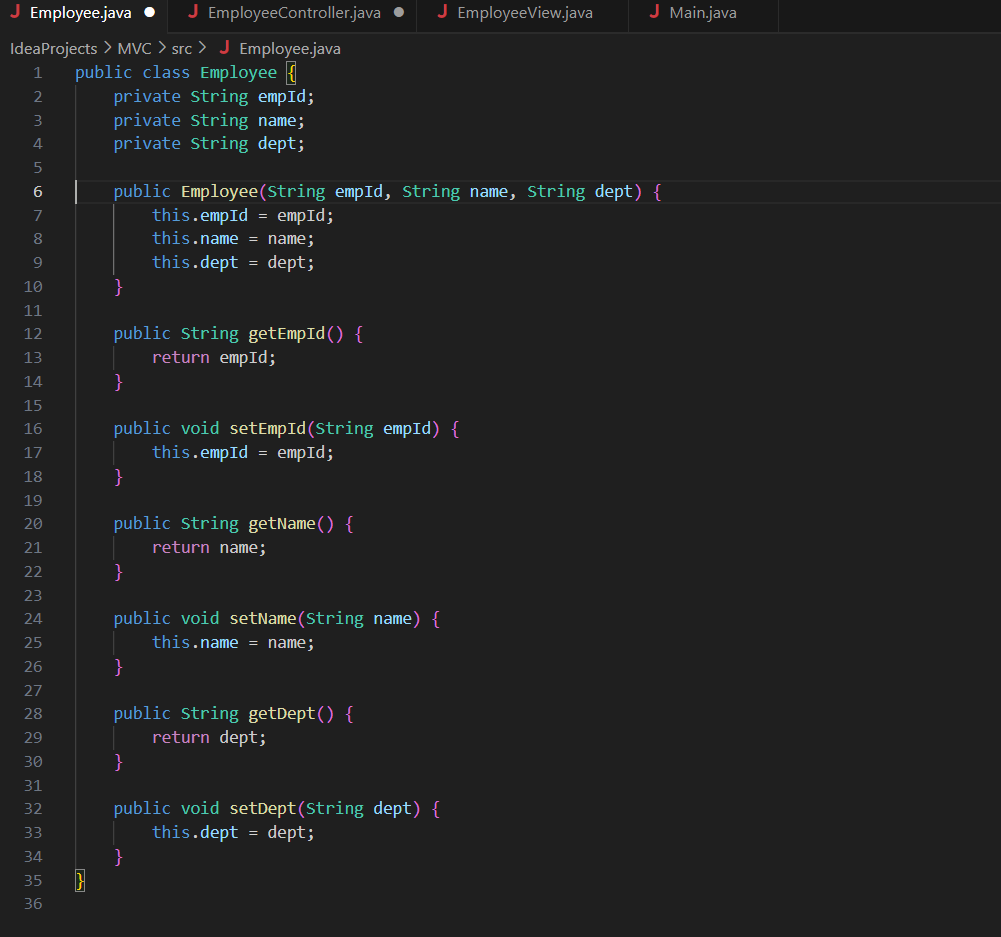 J Employee.java ● J EmployeeController.java ● J EmployeeView.java J Main.java
IdeaProjects > MVC > src > J Employee.java
1 public class Employee {
2     private String empId;
3     private String name;
4     private String dept;
5
6     public Employee(String empId, String name, String dept) {
7         this.empId = empId;
8         this.name = name;
9         this.dept = dept;
10     }
11
12     public String getEmpId() {
13         return empId;
14     }
15
16     public void setEmpId(String empId) {
17         this.empId = empId;
18     }
19
20     public String getName() {
21         return name;
22     }
23
24     public void setName(String name) {
25         this.name = name;
26     }
27
28     public String getDept() {
29         return dept;
30     }
31
32     public void setDept(String dept) {
33         this.dept = dept;
34     }
35 }
36